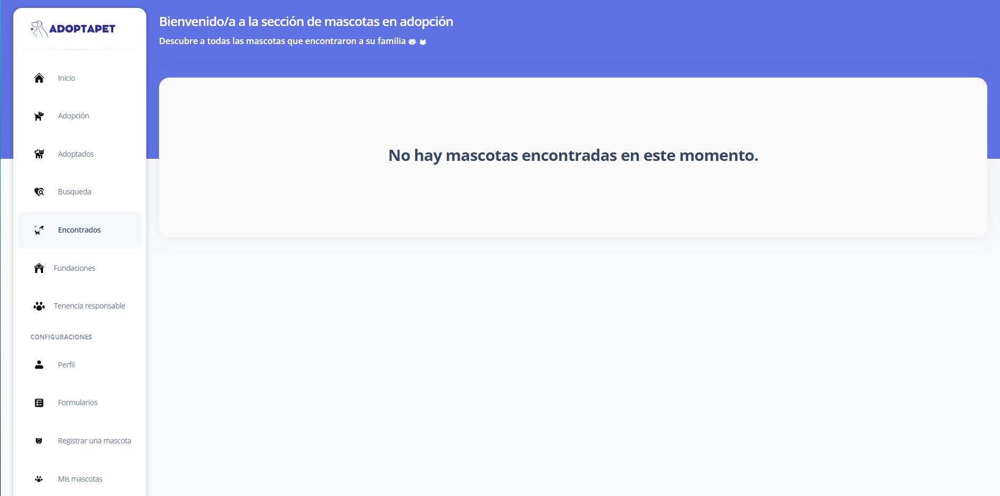 ADOPTAPET
Inicio
Adopción
Adoptados
Busqueda
Encontrados
Fundaciones
Tenencia responsable
CONFIGURACIONES
Perfil
Formularios
Registrar una mascota
Mis mascotas
Bienvenido/a a la sección de mascotas en adopción
Descubre a todas las mascotas que encontraron a su familia
No hay mascotas encontradas en este momento.